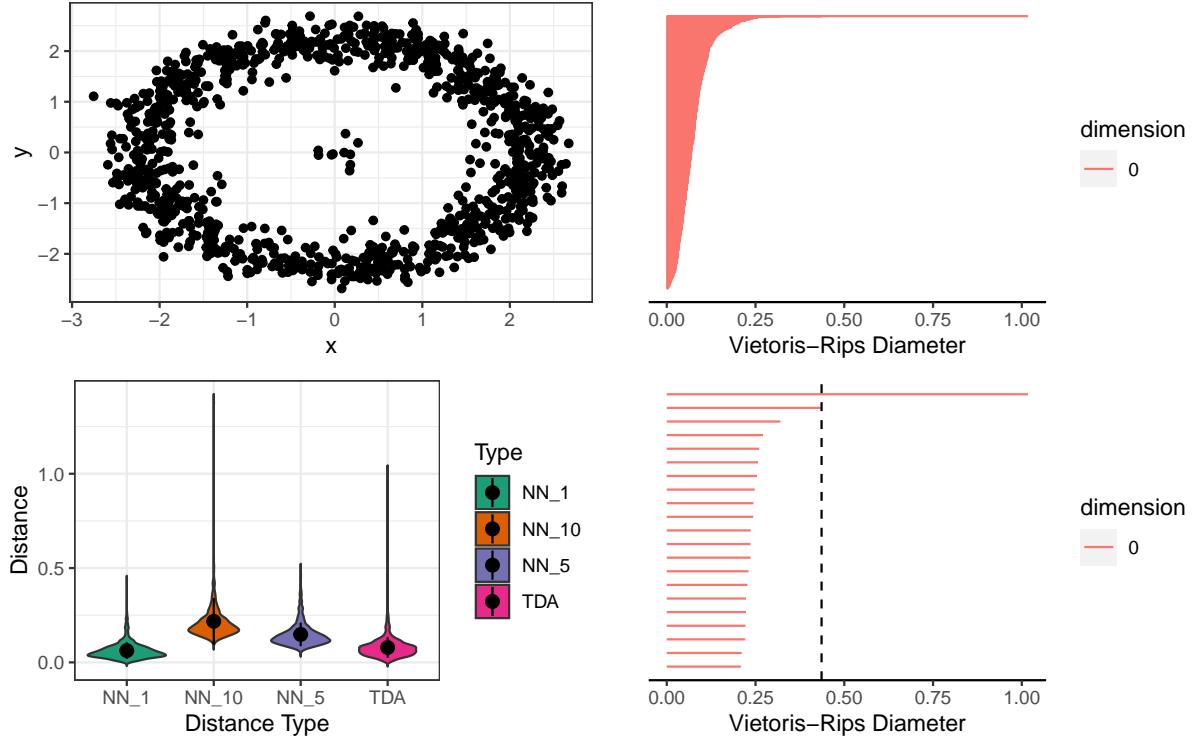 y
2
1
0
−1
−2
−3 −2 −1 0 1 2
x
0.00 0.25 0.50 0.75 1.00
Vietoris−Rips Diameter
dimension
0
Distance
1.0
0.5
0.0
NN_1 NN_10 NN_5 TDA
Distance Type
Type
NN_1
NN_10
NN_5
TDA
0.00 0.25 0.50 0.75 1.00
Vietoris−Rips Diameter
dimension
0